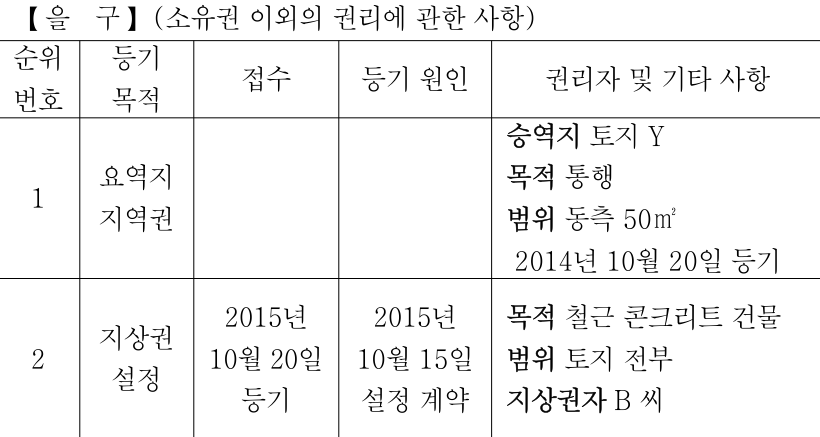 【을 구】(소유권 이외의 권리에 관한 사항)
순위 번호 등기 목적 접수 등기 원인 권리자 및 기타 사항
1 요역지 지역권 승역지 토지 Y
목적 통행
범위 동측 50㎡
2014년 10월 20일 등기
2 지상권 설정 2015년 10월 20일 등기 2015년 10월 15일 설정 계약 목적 철근 콘크리트 건물
범위 토지 전부
지상권자 B 씨